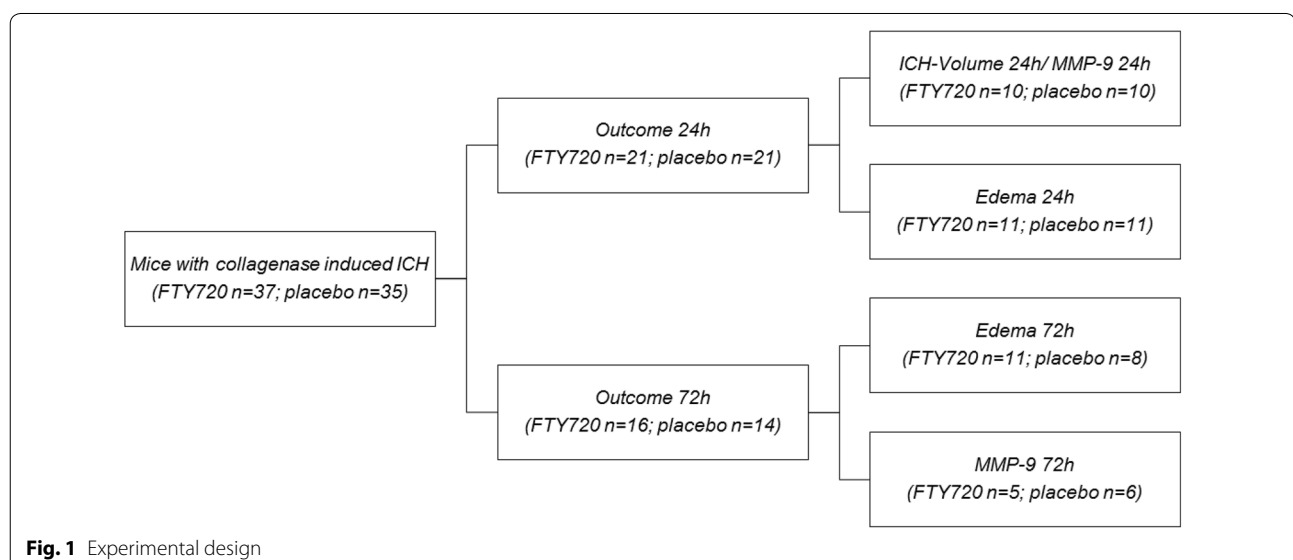 Mice with collagenase induced ICH
(FTY720 n=37; placebo n=35)
Outcome 24h
(FTY720 n=21; placebo n=21)
Outcome 72h
(FTY720 n=16; placebo n=14)
ICH-Volume 24h/ MMP-9 24h
(FTY720 n=10; placebo n=10)
Edema 24h
(FTY720 n=11; placebo n=11)
Edema 72h
(FTY720 n=11; placebo n=8)
MMP-9 72h
(FTY720 n=5; placebo n=6)
Fig. 1 Experimental design